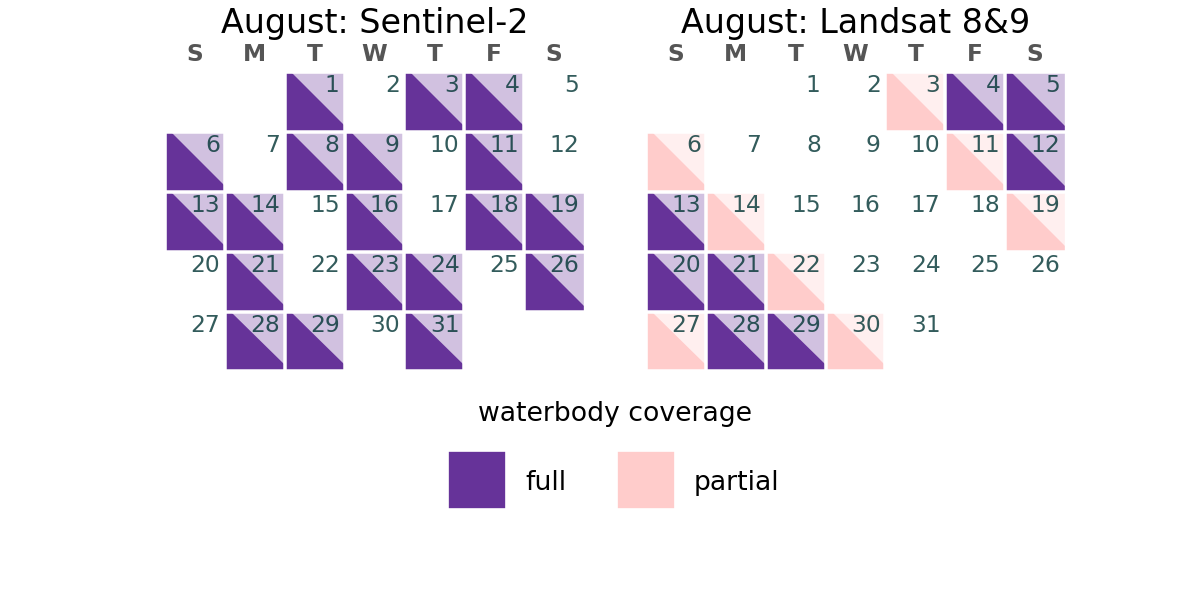 August: Sentinel-2
S M T W T F S
1 2 3 4 5
6 7 8 9 10 11 12
13 14 15 16 17 18 19
20 21 22 23 24 25 26
27 28 29 30 31
August: Landsat 8&9
S M T W T F S
1 2 3 4 5
6 7 8 9 10 11 12
13 14 15 16 17 18 19
20 21 22 23 24 25 26
27 28 29 30 31
waterbody coverage
full partial